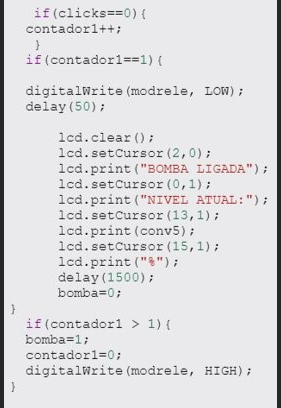 if(clicks==0){
contador1++;
}
if(contador1==1){
digitalWrite(modrele, LOW);
delay(50);
lcd.clear();
lcd.setCursor(2,0);
lcd.print("BOMBA LIGADA");
lcd.setCursor(0,1);
lcd.print("NIVEL ATUAL:");
lcd.setCursor(13,1);
lcd.print(conv5);
lcd.setCursor(15,1);
lcd.print("%");
delay(1500);
bomba=0;
}
if(contador1 > 1){
bomba=1;
contador1=0;
digitalWrite(modrele, HIGH);
}